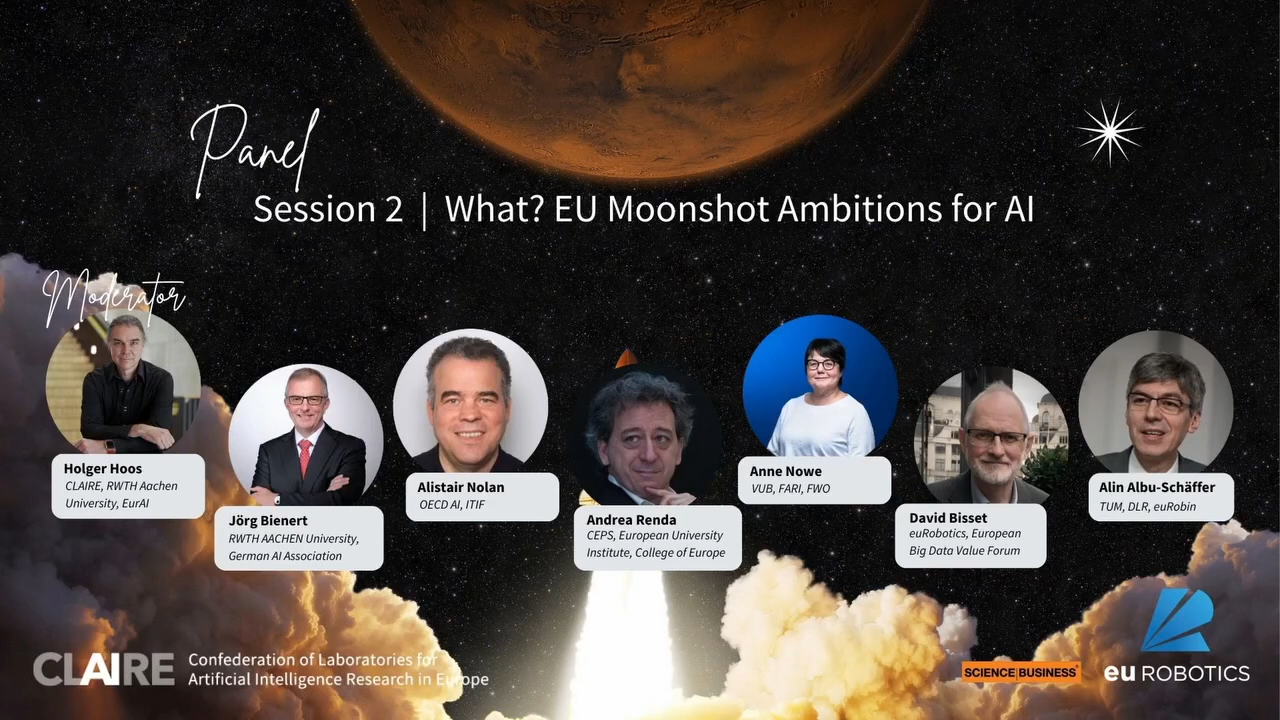 Panel
Session 2 | What? EU Moonshot Ambitions for AI
Moderator
Holger Hoos
CLAIRE, RWTH Aachen
University, EurAI
Jörg Bienert
RWTH AACHEN University,
German AI Association
Alistair Nolan
OECD AI, ITIF
Andrea Renda
CEPS, European University
Institute, College of Europe
Anne Nowe
VUB, FARI, FWO
David Bisset
euRobotics, European
Big Data Value Forum
Alin Albu-Schäffer
TUM, DLR, euRobin
CLAIRE
Confederation of Laboratories for
Artificial Intelligence Research in Europe
SCIENCE|BUSINESS
eu ROBOTICS